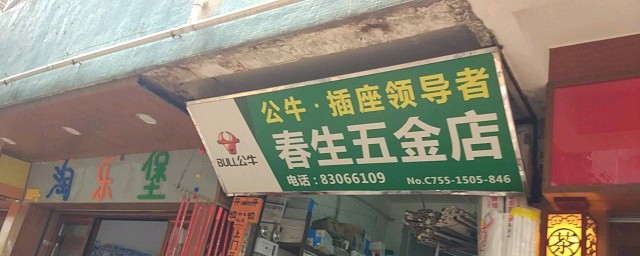 公牛·插座领导者
BULL公牛
春生五金店
电话:83066109
No.C755-1505-846
淘乐堡
茶